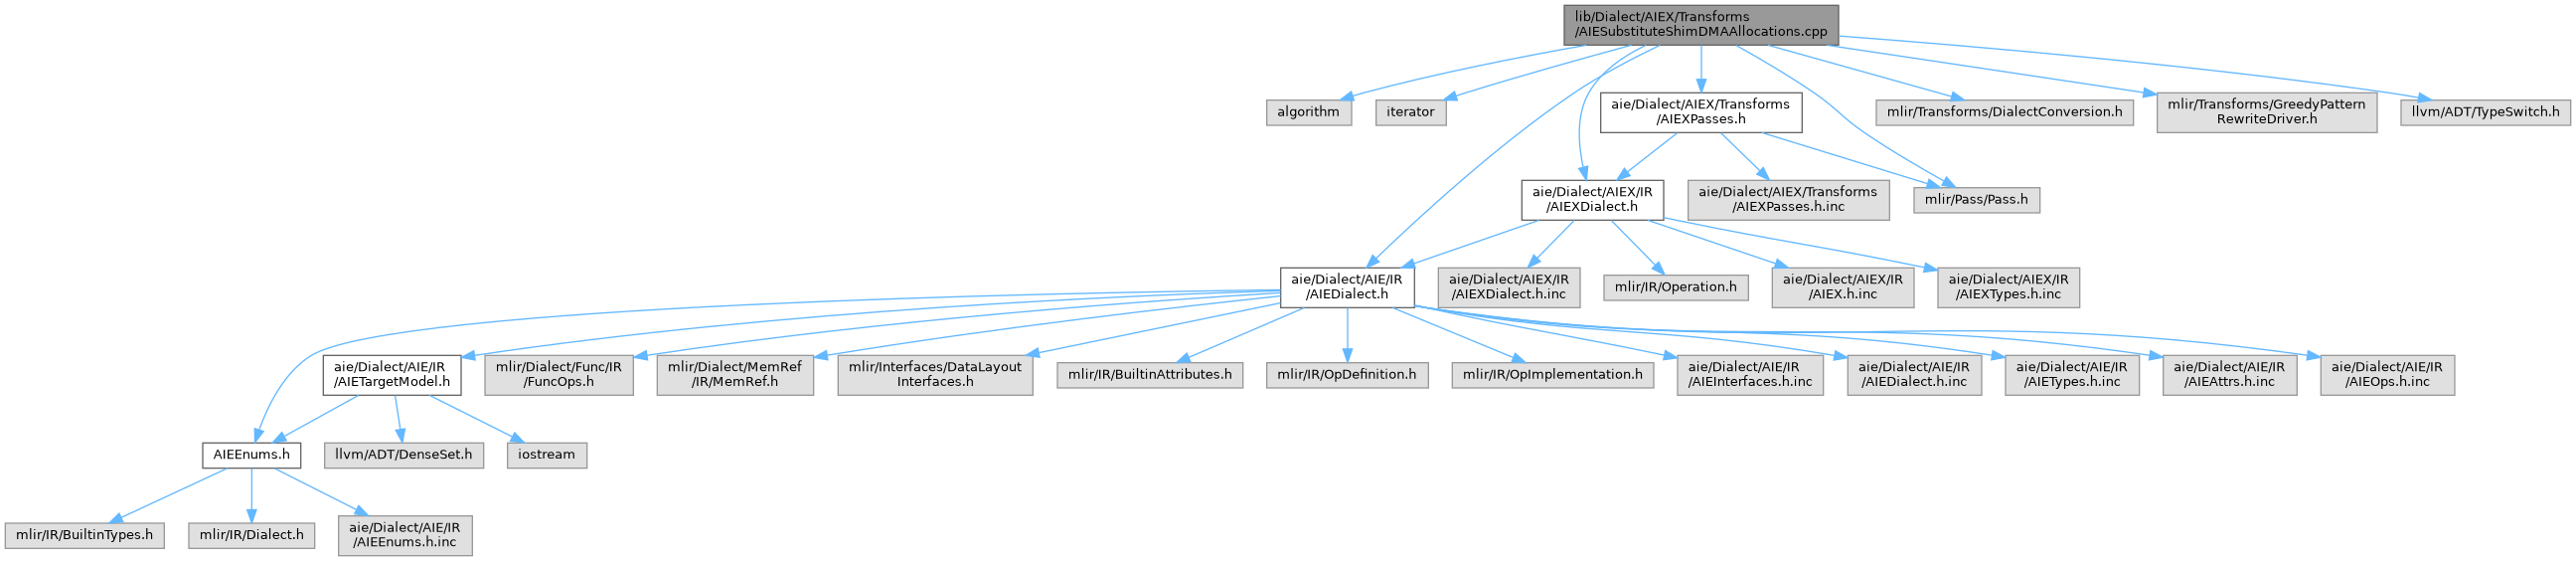 lib/Dialect/AIEX/Transforms
/AIESubstituteShimDMAAllocations.cpp
algorithm
iterator
aie/Dialect/AIEX/Transforms
/AIEXPasses.h
mlir/Transforms/DialectConversion.h
mlir/Transforms/GreedyPattern
RewriteDriver.h
llvm/ADT/TypeSwitch.h
aie/Dialect/AIEX/IR
/AIEXDialect.h
aie/Dialect/AIEX/Transforms
/AIEXPasses.h.inc
mlir/Pass/Pass.h
aie/Dialect/AIE/IR
/AIEDialect.h
aie/Dialect/AIEX/IR
/AIEXDialect.h.inc
mlir/IR/Operation.h
aie/Dialect/AIEX/IR
/AIEX.h.inc
aie/Dialect/AIEX/IR
/AIEXTypes.h.inc
aie/Dialect/AIE/IR
/AIETargetModel.h
mlir/Dialect/Func/IR
/FuncOps.h
mlir/Dialect/MemRef
/IR/MemRef.h
mlir/Interfaces/DataLayout
Interfaces.h
mlir/IR/BuiltinAttributes.h
mlir/IR/OpDefinition.h
mlir/IR/OpImplementation.h
aie/Dialect/AIE/IR
/AIEInterfaces.h.inc
aie/Dialect/AIE/IR
/AIEDialect.h.inc
aie/Dialect/AIE/IR
/AIETypes.h.inc
aie/Dialect/AIE/IR
/AIEAttrs.h.inc
aie/Dialect/AIE/IR
/AIEOps.h.inc
AIEEnums.h
llvm/ADT/DenseSet.h
iostream
mlir/IR/BuiltinTypes.h
mlir/IR/Dialect.h
aie/Dialect/AIE/IR
/AIEEnums.h.inc